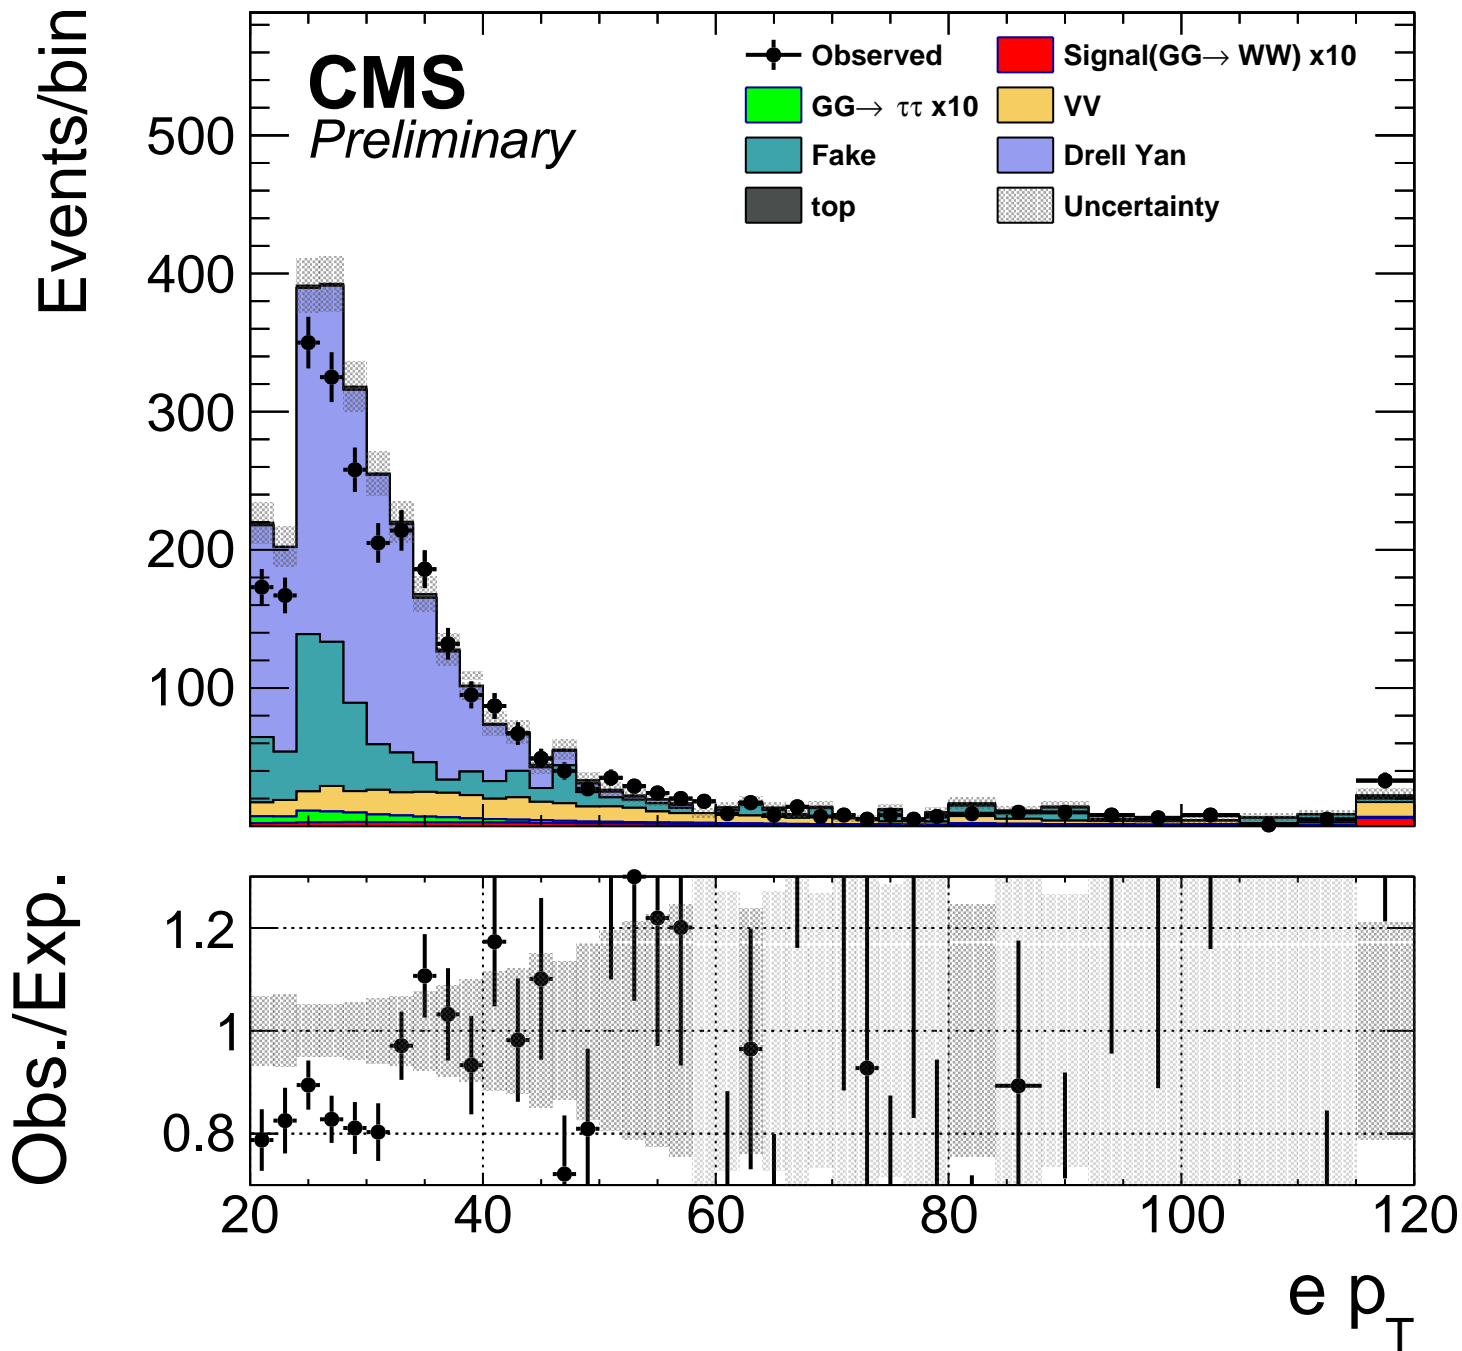 CMS
Preliminary
Observed
Signal(GG→ WW) x10
GG→ ττ x10
VV
Fake
Drell Yan
top
Uncertainty
Events/bin
500
400
300
200
100
Obs./Exp.
1.2
1
0.8
20 40 60 80 100 120
e p_T